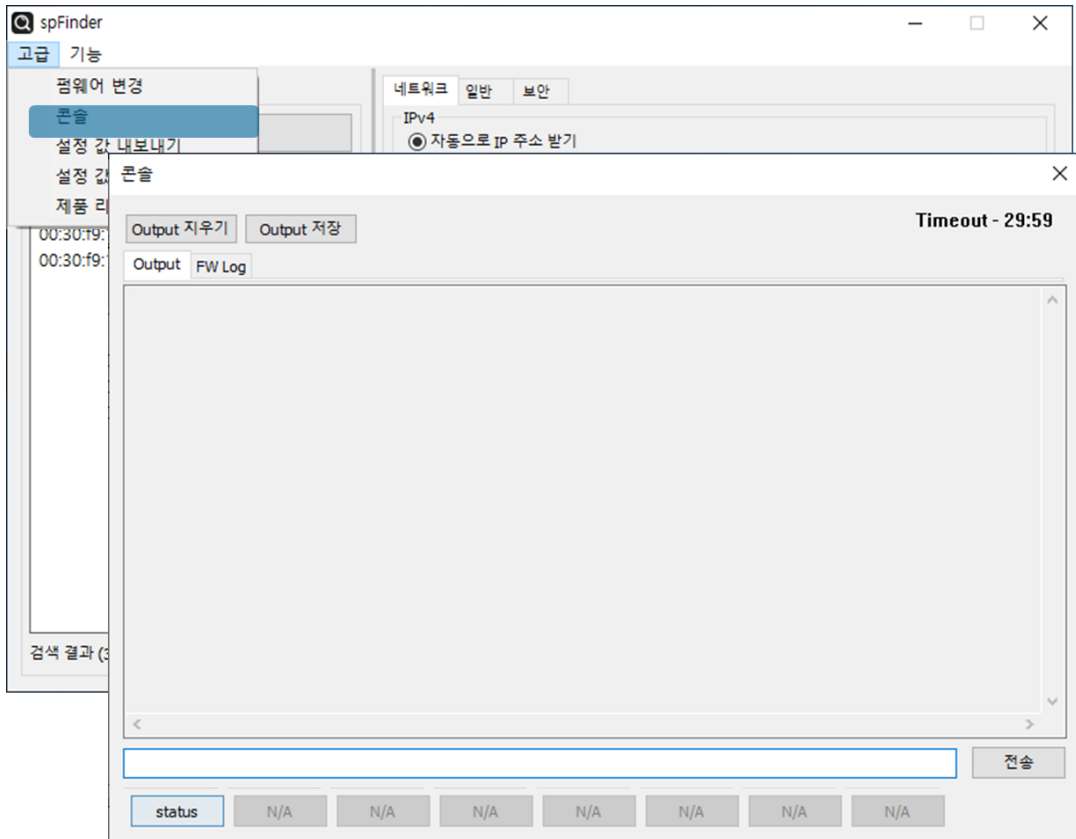 spFinder
고급 기능
펌웨어 변경
콘솔
설정 값 내보내기
설정 값
제품
네트워크 일반 보안
IPv4
자동으로 IP 주소 받기
00:30:f9:
00:30:f9:
검색 결과
콘솔
Output 지우기 Output 저장
Timeout - 29:59
Output FW Log
전송
status N/A N/A N/A N/A N/A N/A N/A